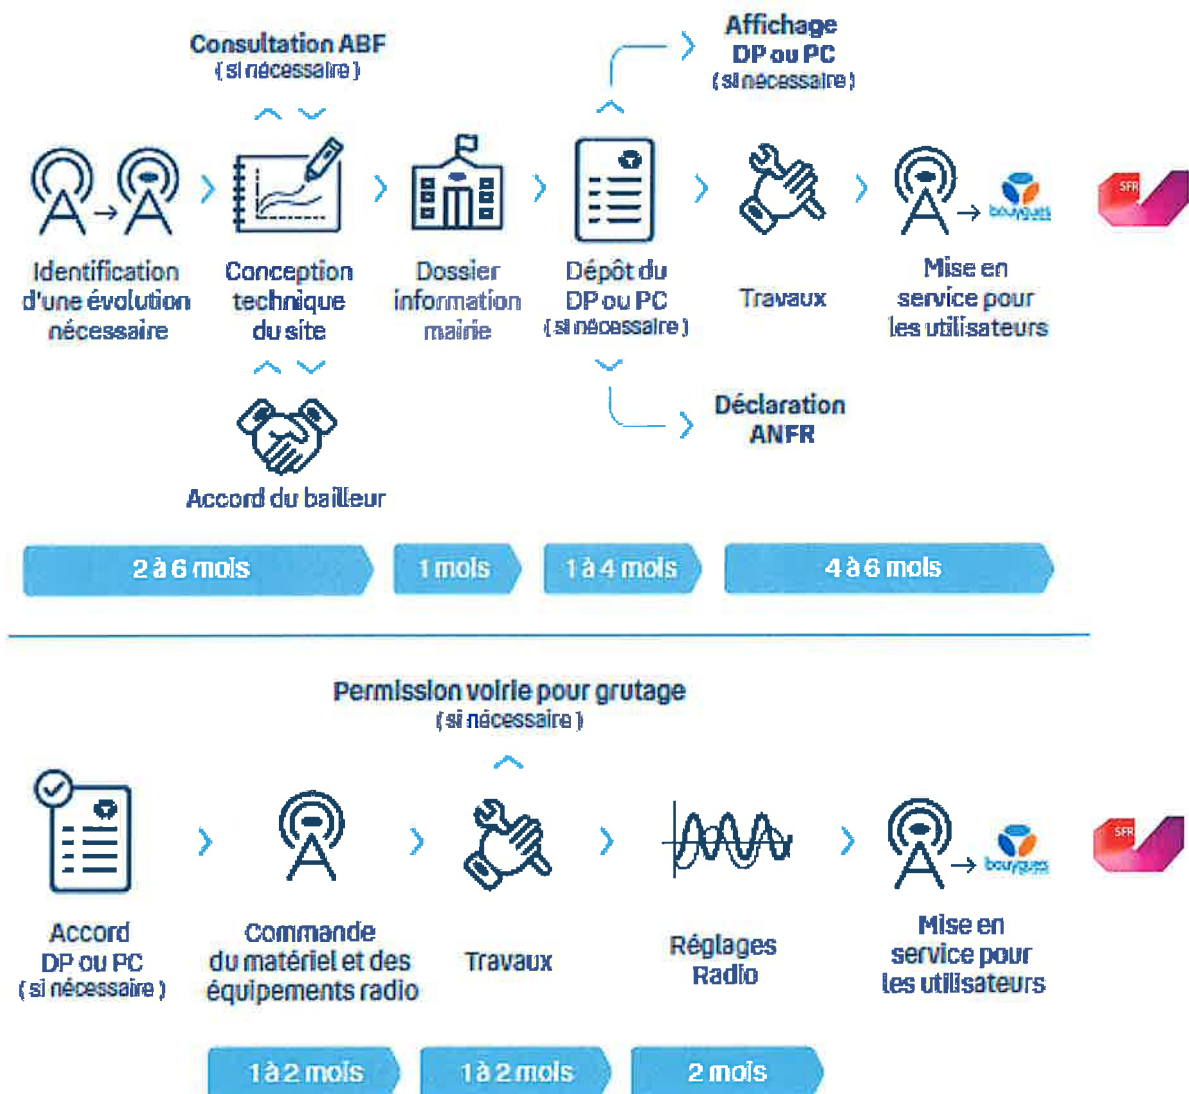 Consultation ABF
( si nécessaire )
Affichage
DP ou PC
( si nécessaire )
bouygues
SFR
Identification
d'une évolution
nécessaire
Conception
technique
du site
Dossier
information
mairie
Dépôt du
DP ou PC
( si nécessaire )
Travaux
Mise en
service pour
les utilisateurs
Déclaration
ANFR
Accord du bailleur
2 à 6 mois
1 mois
1 à 4 mois
4 à 6 mois
Permission voirie pour grutage
( si nécessaire )
bouygues
SFR
Accord
DP ou PC
( si nécessaire )
Commande
du matériel et des
équipements radio
Travaux
Réglages
Radio
Mise en
service pour
les utilisateurs
1 à 2 mois
1 à 2 mois
2 mois